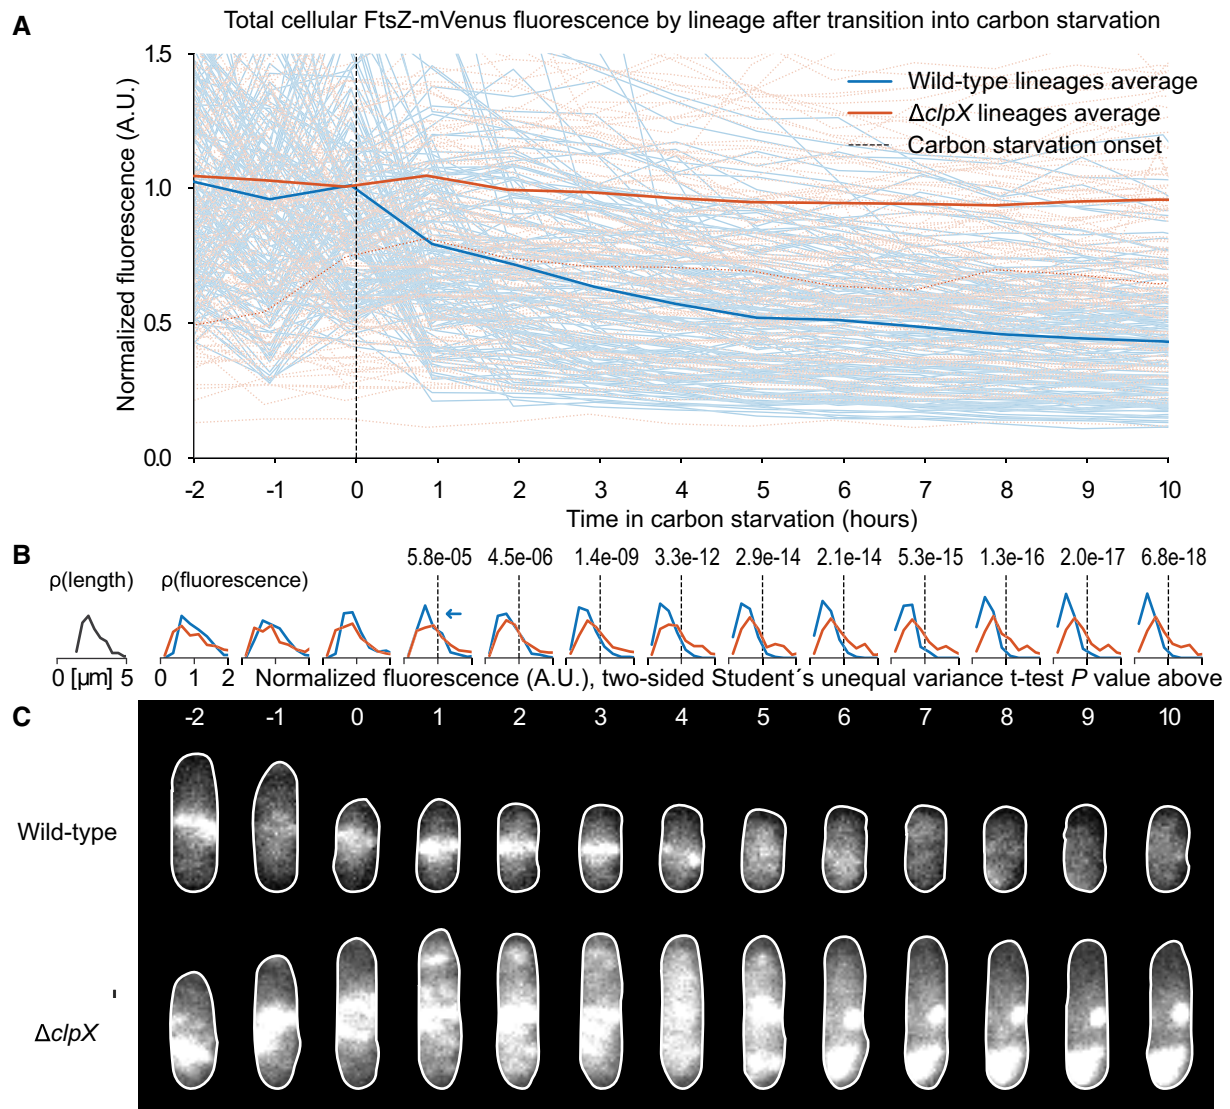 A
Total cellular FtsZ-mVenus fluorescence by lineage after transition into carbon starvation
Normalized fluorescence (A.U.)
1.5
1.0
0.5
0.0
Wild-type lineages average
ΔclpX lineages average
Carbon starvation onset
-2 -1 0 1 2 3 4 5 6 7 8 9 10
Time in carbon starvation (hours)
B
5.8e-05 4.5e-06 1.4e-09 3.3e-12 2.9e-14 2.1e-14 5.3e-15 1.3e-16 2.0e-17 6.8e-18
ρ(length) ρ(fluorescence)
0 [µm] 5 0 1 2 Normalized fluorescence (A.U.), two-sided Student´s unequal variance t-test P value above
C
-2 -1 0 1 2 3 4 5 6 7 8 9 10
Wild-type
ΔclpX